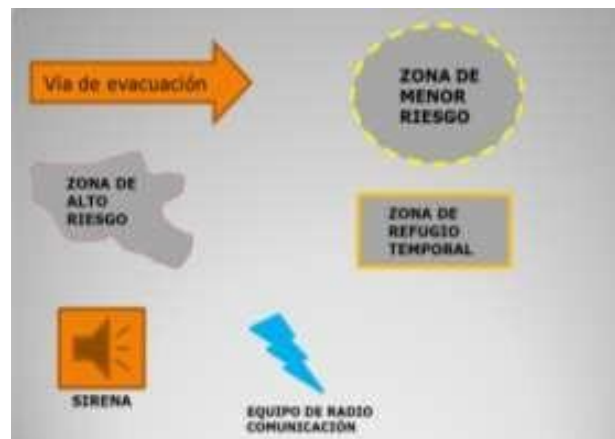 Via de evacuación
ZONA DE
MENOR
RIESGO
ZONA DE
ALTO
RIESGO
ZONA DE
REFUGIO
TEMPORAL
SIRENA
EQUIPO DE RADIO
COMUNICACIÓN